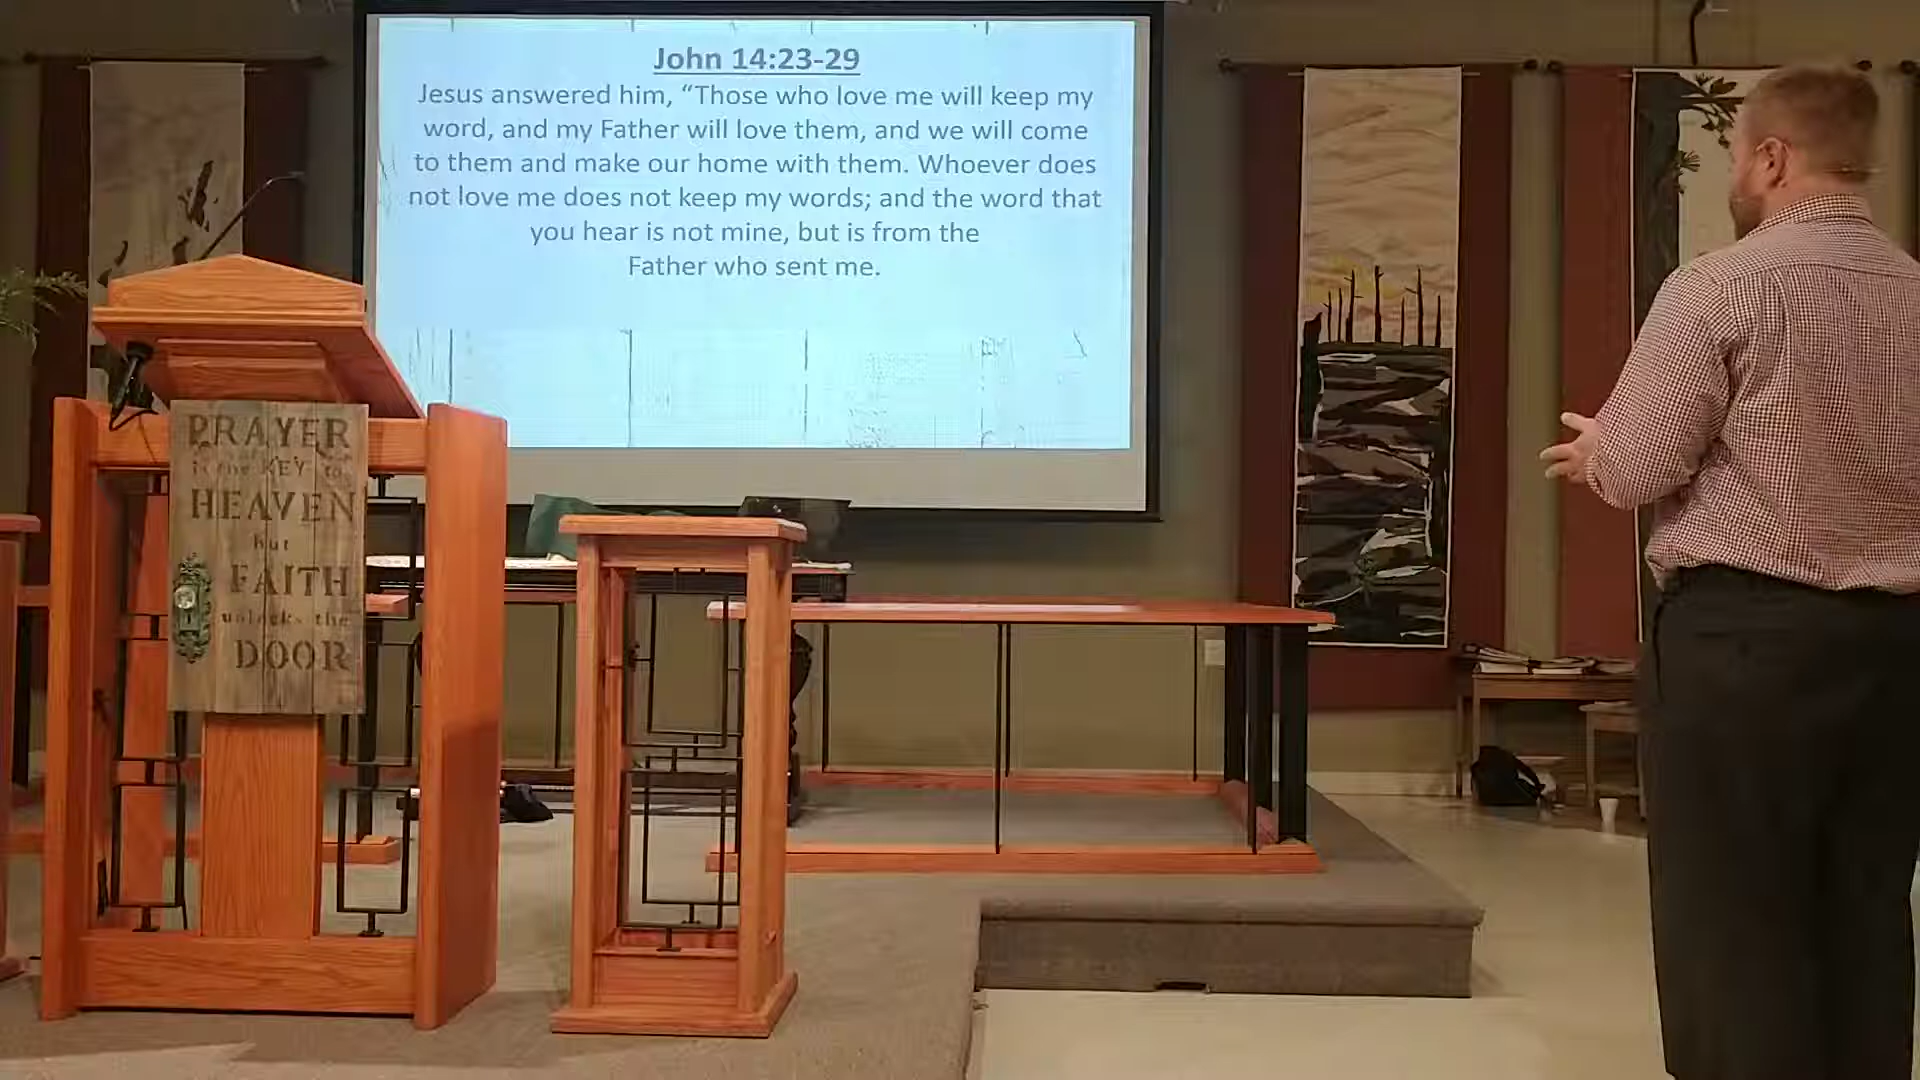 John 14:23-29
Jesus answered him, “Those who love me will keep my
word, and my Father will love them, and we will come
to them and make our home with them. Whoever does
not love me does not keep my words; and the word that
you hear is not mine, but is from the
Father who sent me.
PRAYER
is the KEY to
HEAVEN
but
FAITH
unlocks the
DOOR